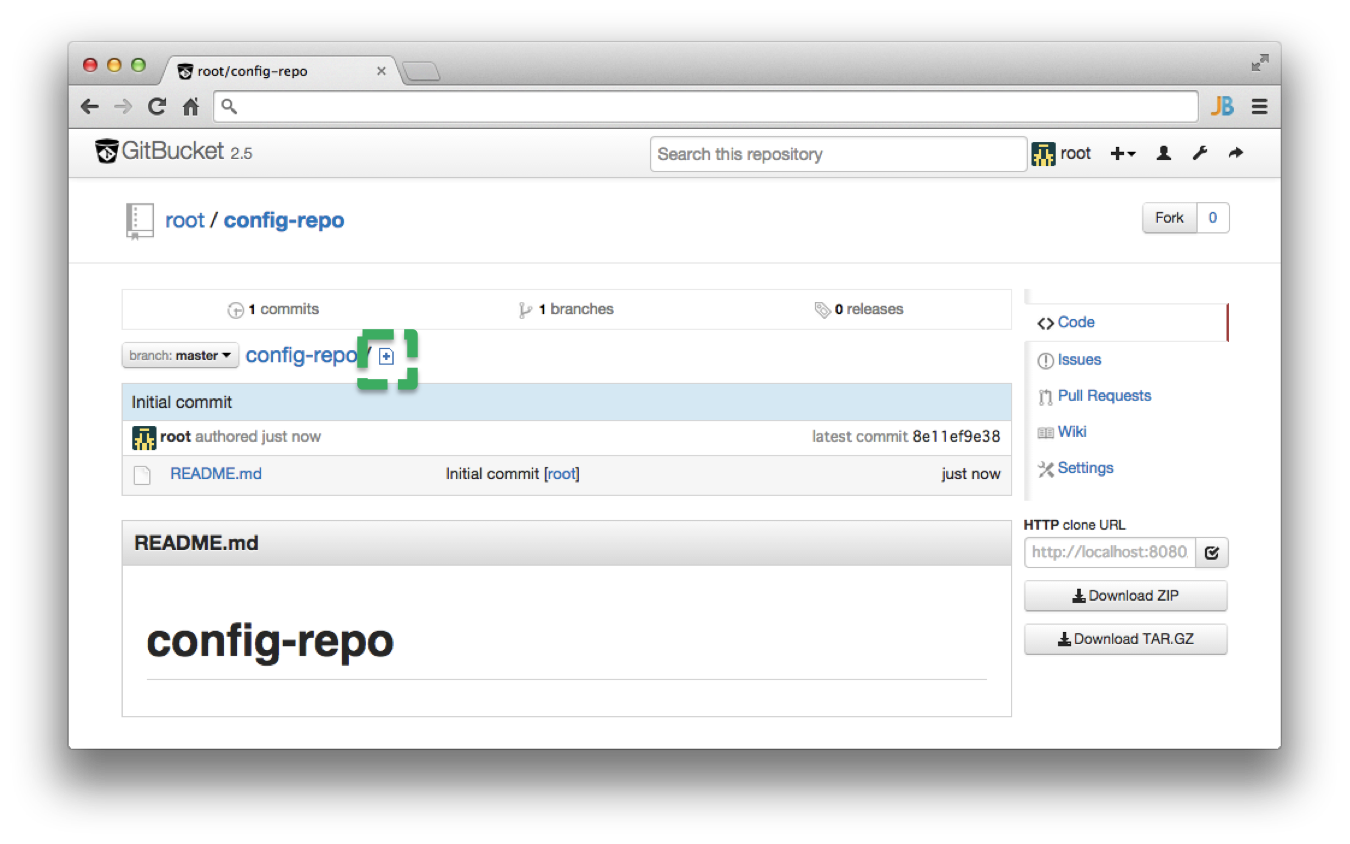 root/config-repo
JB
GitBucket 2.5
Search this repository
root
root / config-repo
Fork 0
1 commits
1 branches
0 releases
branch: master
config-repo /
Initial commit
root authored just now
latest commit 8e11ef9e38
README.md
Initial commit [root]
just now
README.md
config-repo
Code
Issues
Pull Requests
Wiki
Settings
HTTP clone URL
http://localhost:8080
Download ZIP
Download TAR.GZ